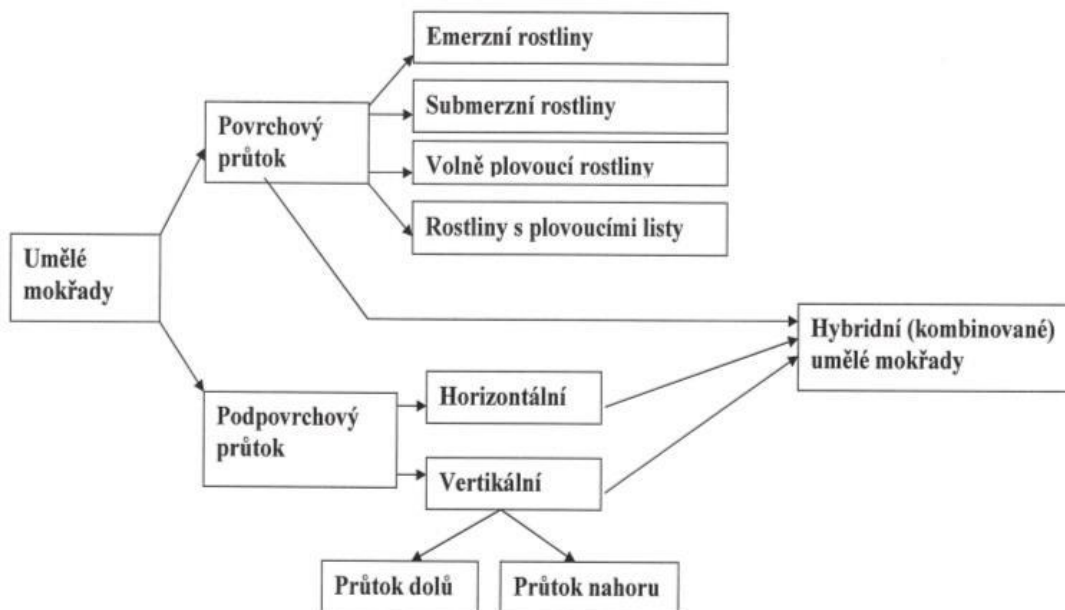 Emerzní rostliny
Submerzní rostliny
Povrchový
průtok
Volně plovoucí rostliny
Rostliny s plovoucími listy
Umělé
mokřady
Hybridní (kombinované)
umělé mokřady
Horizontální
Podpovrchový
průtok
Vertikální
Průtok dolů
Průtok nahoru